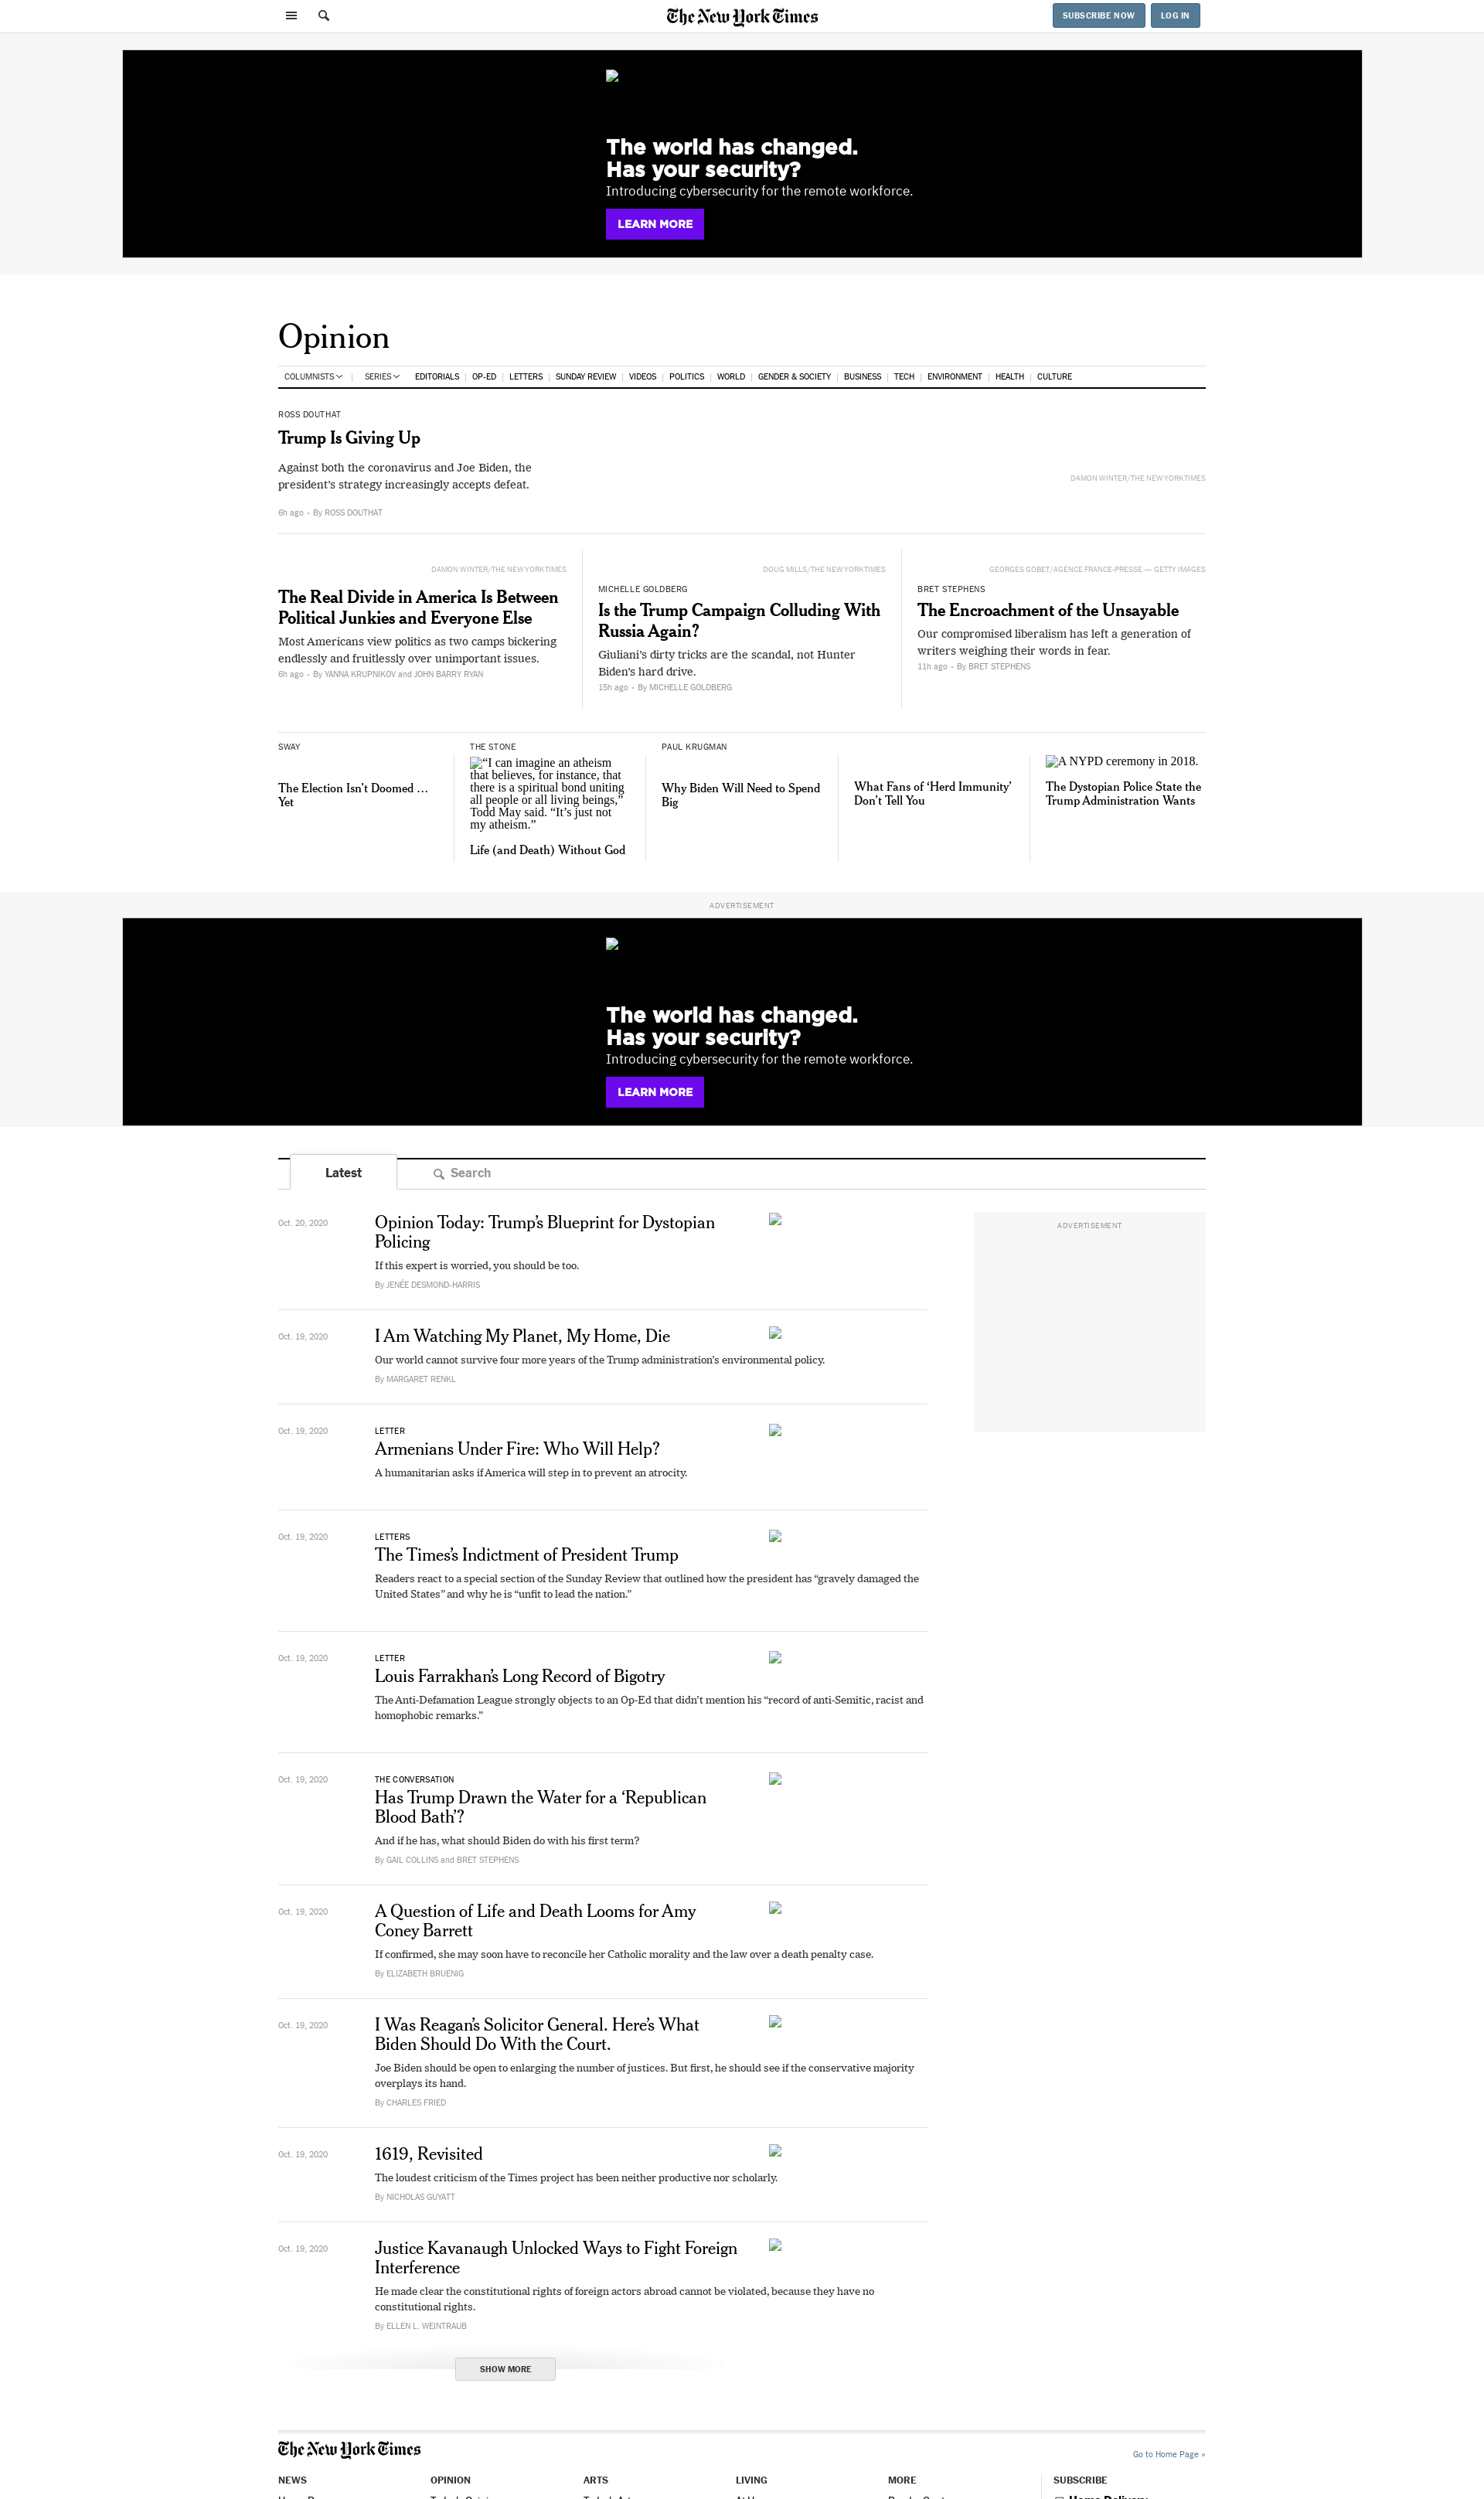 The New York Times
SUBSCRIBE NOW
LOG IN
The world has changed.
Has your security?
Introducing cybersecurity for the remote workforce.
LEARN MORE
Opinion
COLUMNISTS
SERIES
EDITORIALS
OP-ED
LETTERS
SUNDAY REVIEW
VIDEOS
POLITICS
WORLD
GENDER & SOCIETY
BUSINESS
TECH
ENVIRONMENT
HEALTH
CULTURE
ROSS DOUTHAT
Trump Is Giving Up
Against both the coronavirus and Joe Biden, the
president’s strategy increasingly accepts defeat.
6h ago • By ROSS DOUTHAT
DAMON WINTER/THE NEW YORK TIMES
DAMON WINTER/THE NEW YORK TIMES
The Real Divide in America Is Between
Political Junkies and Everyone Else
Most Americans view politics as two camps bickering
endlessly and fruitlessly over unimportant issues.
6h ago • By YANNA KRUPNIKOV and JOHN BARRY RYAN
DOUG MILLS/THE NEW YORK TIMES
MICHELLE GOLDBERG
Is the Trump Campaign Colluding With
Russia Again?
Giuliani’s dirty tricks are the scandal, not Hunter
Biden’s hard drive.
15h ago • By MICHELLE GOLDBERG
GEORGES GOBET/AGENCE FRANCE-PRESSE — GETTY IMAGES
BRET STEPHENS
The Encroachment of the Unsayable
Our compromised liberalism has left a generation of
writers weighing their words in fear.
11h ago • By BRET STEPHENS
SWAY
The Election Isn’t Doomed …
Yet
THE STONE
“I can imagine an atheism
that believes, for instance, that
there is a spiritual bond uniting
all people or all living beings,”
Todd May said. “It’s just not
my atheism.”
Life (and Death) Without God
PAUL KRUGMAN
Why Biden Will Need to Spend
Big
What Fans of ‘Herd Immunity’
Don’t Tell You
A NYPD ceremony in 2018.
The Dystopian Police State the
Trump Administration Wants
ADVERTISEMENT
The world has changed.
Has your security?
Introducing cybersecurity for the remote workforce.
LEARN MORE
Latest
Search
ADVERTISEMENT
Oct. 20, 2020
Opinion Today: Trump’s Blueprint for Dystopian
Policing
If this expert is worried, you should be too.
By JENÉE DESMOND-HARRIS
Oct. 19, 2020
I Am Watching My Planet, My Home, Die
Our world cannot survive four more years of the Trump administration’s environmental policy.
By MARGARET RENKL
Oct. 19, 2020
LETTER
Armenians Under Fire: Who Will Help?
A humanitarian asks if America will step in to prevent an atrocity.
Oct. 19, 2020
LETTERS
The Times’s Indictment of President Trump
Readers react to a special section of the Sunday Review that outlined how the president has “gravely damaged the
United States” and why he is “unfit to lead the nation.”
Oct. 19, 2020
LETTER
Louis Farrakhan’s Long Record of Bigotry
The Anti-Defamation League strongly objects to an Op-Ed that didn’t mention his “record of anti-Semitic, racist and
homophobic remarks.”
Oct. 19, 2020
THE CONVERSATION
Has Trump Drawn the Water for a ‘Republican
Blood Bath’?
And if he has, what should Biden do with his first term?
By GAIL COLLINS and BRET STEPHENS
Oct. 19, 2020
A Question of Life and Death Looms for Amy
Coney Barrett
If confirmed, she may soon have to reconcile her Catholic morality and the law over a death penalty case.
By ELIZABETH BRUENIG
Oct. 19, 2020
I Was Reagan’s Solicitor General. Here’s What
Biden Should Do With the Court.
Joe Biden should be open to enlarging the number of justices. But first, he should see if the conservative majority
overplays its hand.
By CHARLES FRIED
Oct. 19, 2020
1619, Revisited
The loudest criticism of the Times project has been neither productive nor scholarly.
By NICHOLAS GUYATT
Oct. 19, 2020
Justice Kavanaugh Unlocked Ways to Fight Foreign
Interference
He made clear the constitutional rights of foreign actors abroad cannot be violated, because they have no
constitutional rights.
By ELLEN L. WEINTRAUB
SHOW MORE
The New York Times
Go to Home Page »
NEWS
OPINION
ARTS
LIVING
MORE
SUBSCRIBE